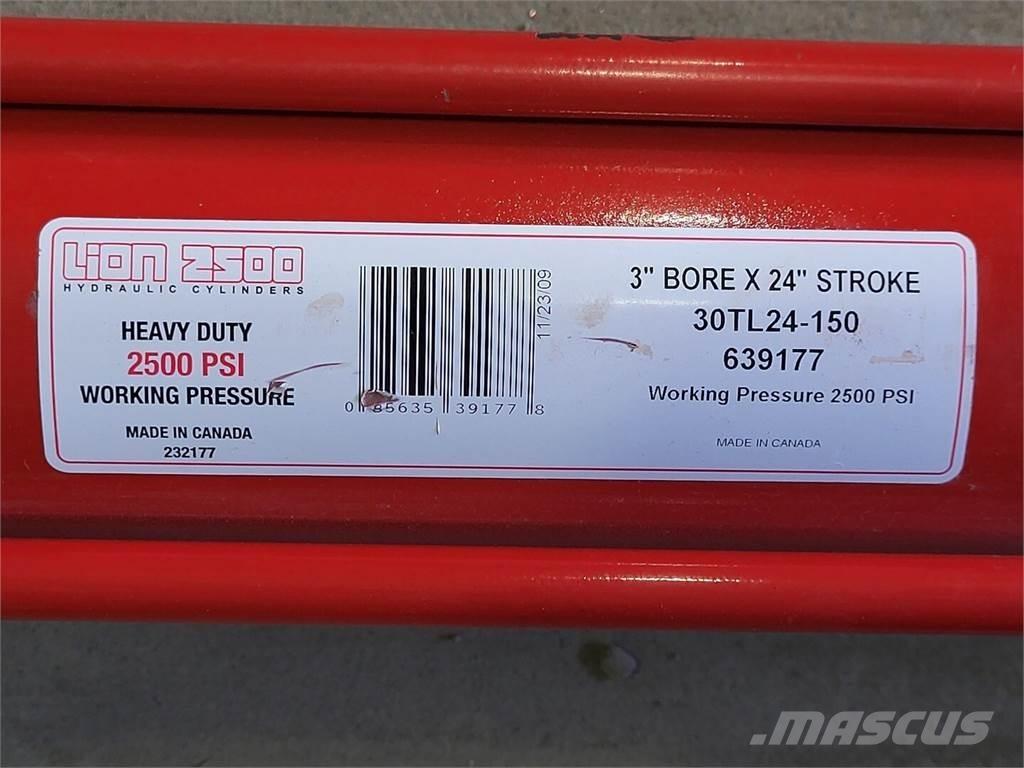 LION 2500
HYDRAULIC CYLINDERS
HEAVY DUTY
2500 PSI
WORKING PRESSURE
MADE IN CANADA
232177
11/23/09
0 85635 39177 8
3" BORE X 24" STROKE
30TL24-150
639177
Working Pressure 2500 PSI
MADE IN CANADA
MASCUS